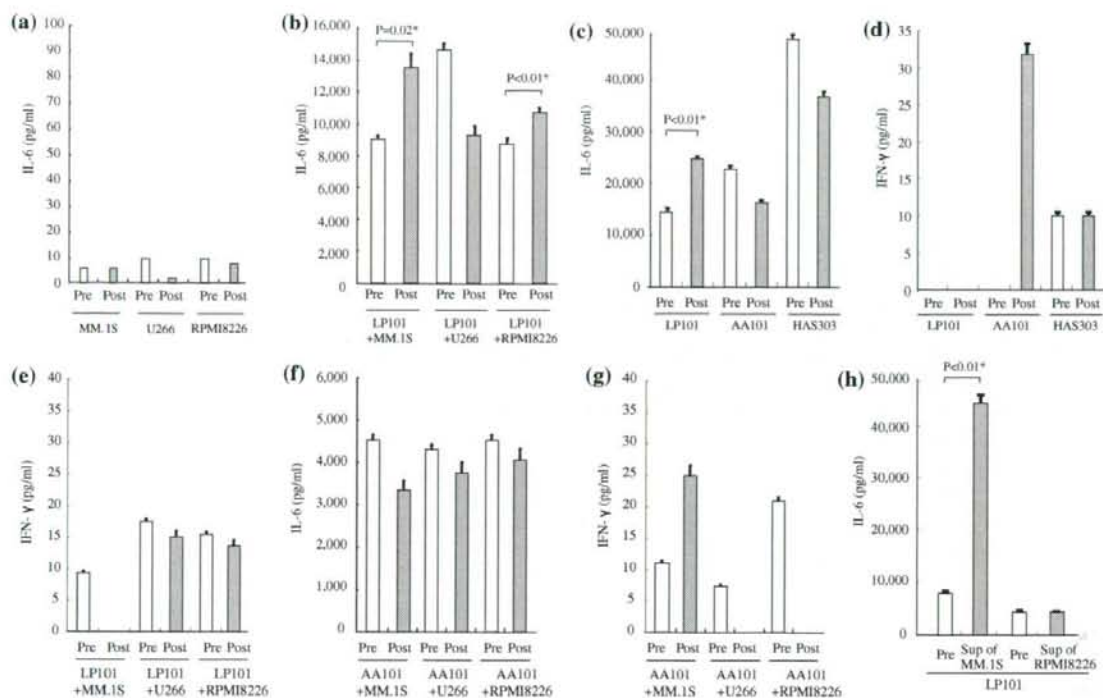 (a)
IL-6 (pg/ml)
100
90
80
70
60
50
40
30
20
10
0
Pre Post Pre Post Pre Post
MM.1S U266 RPMI8226
(b)
IL-6 (pg/ml)
16,000
14,000
12,000
10,000
8,000
6,000
4,000
2,000
0
P=0.02*
P<0.01*
Pre Post Pre Post Pre Post
LP101 LP101 LP101
+MM.1S +U266 +RPMI8226
(c)
IL-6 (pg/ml)
50,000
40,000
30,000
20,000
10,000
0
P<0.01*
Pre Post Pre Post Pre Post
LP101 AA101 HAS303
(d)
IFN-γ (pg/ml)
35
30
25
20
15
10
5
0
Pre Post Pre Post Pre Post
LP101 AA101 HAS303
(e)
IFN-γ (pg/ml)
40
35
30
25
20
15
10
5
0
Pre Post Pre Post Pre Post
LP101 LP101 LP101
+MM.1S +U266 +RPMI8226
(f)
IL-6 (pg/ml)
6,000
5,000
4,000
3,000
2,000
1,000
0
Pre Post Pre Post Pre Post
AA101 AA101 AA101
+MM.1S +U266 +RPMI8226
(g)
IFN-γ (pg/ml)
40
35
30
25
20
15
10
5
0
Pre Post Pre Post Pre Post
AA101 AA101 AA101
+MM.1S +U266 +RPMI8226
(h)
IL-6 (pg/ml)
50,000
40,000
30,000
20,000
10,000
0
P<0.01*
Pre Sup of Pre Sup of
MM.1S RPMI8226
LP101